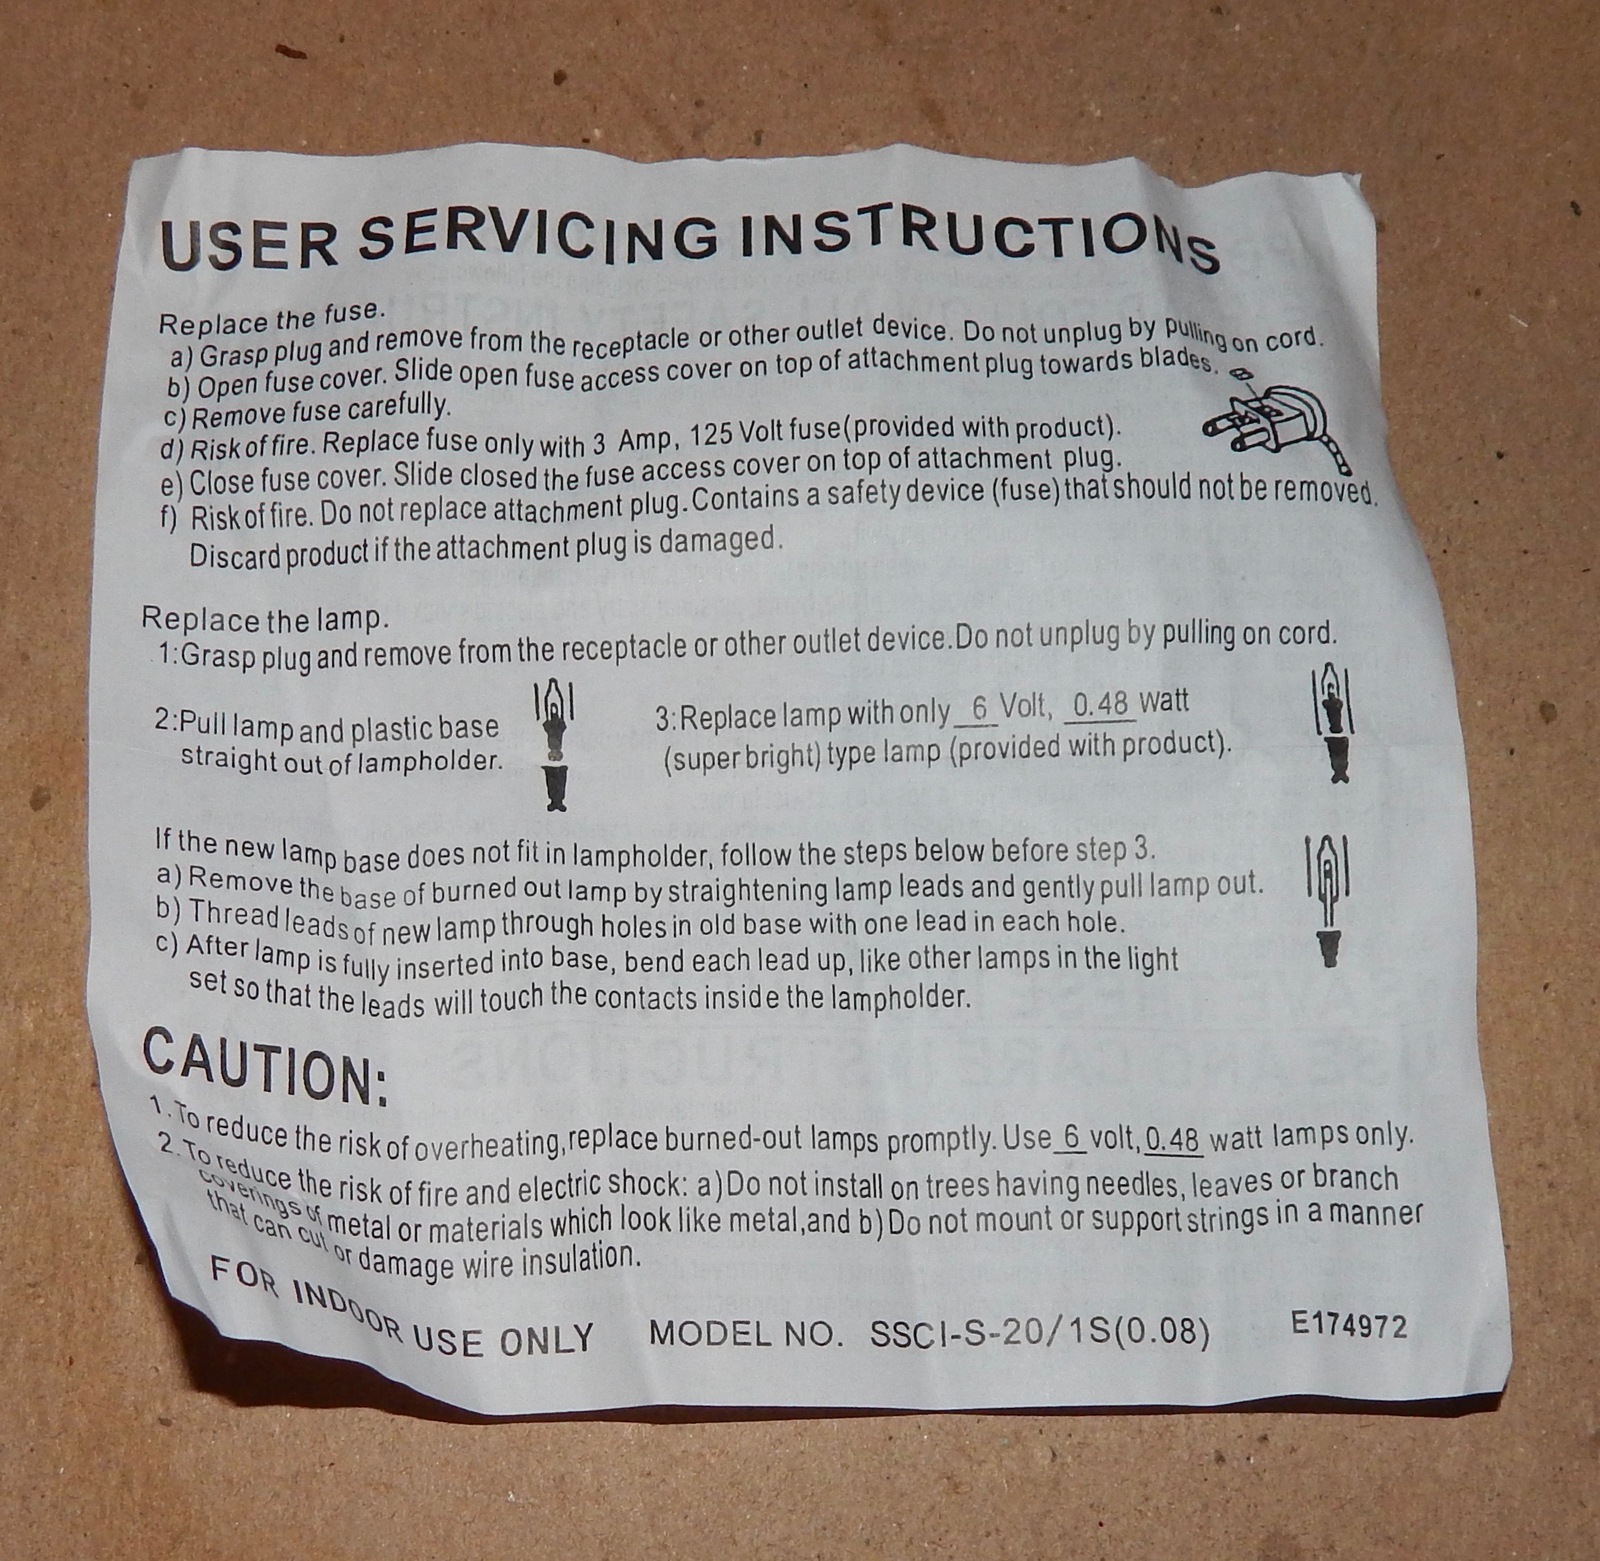 USER SERVICING INSTRUCTIONS
Replace the fuse.
a) Grasp plug and remove from the receptacle or other outlet device. Do not unplug by pulling on cord.
b) Open fuse cover. Slide open fuse access cover on top of attachment plug towards blades.
c) Remove fuse carefully.
d) Risk of fire. Replace fuse only with 3 Amp, 125 Volt fuse(provided with product).
e) Close fuse cover. Slide closed the fuse access cover on top of attachment plug.
f) Risk of fire. Do not replace attachment plug. Contains a safety device (fuse) that should not be removed.
Discard product if the attachment plug is damaged.
Replace the lamp.
1:Grasp plug and remove from the receptacle or other outlet device.Do not unplug by pulling on cord.
2:Pull lamp and plastic base
straight out of lampholder.
3:Replace lamp with only 6 Volt, 0.48 Watt
(super bright) type lamp (provided with product).
If the new lamp base does not fit in lampholder, follow the steps below before step 3.
a) Remove the base of burned out lamp by straightening lamp leads and gently pull lamp out.
b) Thread leads of new lamp through holes in old base with one lead in each hole.
c) After lamp is fully inserted into base, bend each lead up, like other lamps in the light
set so that the leads will touch the contacts inside the lampholder.
CAUTION:
1. To reduce the risk of overheating,replace burned-out lamps promptly. Use 6 volt, 0.48 watt lamps only.
2. To reduce the risk of fire and electric shock: a)Do not install on trees having needles, leaves or branch
coverings of metal or materials which look like metal,and b)Do not mount or support strings in a manner
that can cut or damage wire insulation.
FOR INDOOR USE ONLY MODEL NO. SSCI-S-20/1S(0.08) E174972